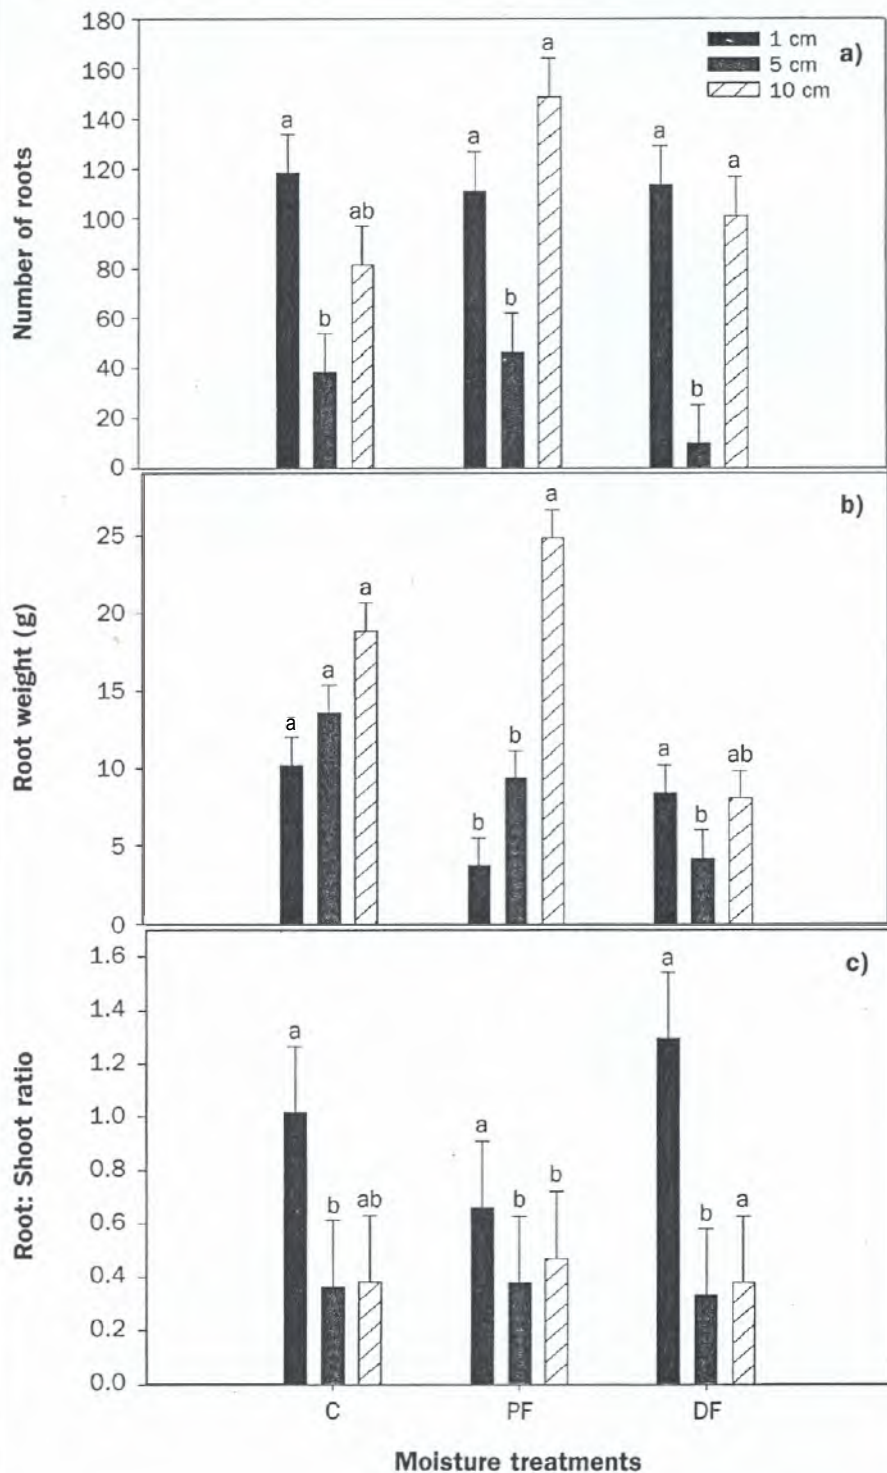 180
160
140
120
100
80
60
40
20
0
Number of roots
1 cm
5 cm
10 cm
a)
a
b
ab
a
b
a
a
b
a
25
20
15
10
5
0
Root weight (g)
b)
a
a
a
b
b
a
a
b
ab
1.6
1.4
1.2
1.0
0.8
0.6
0.4
0.2
0.0
Root: Shoot ratio
c)
a
b
ab
a
b
b
a
b
a
C PF DF
Moisture treatments